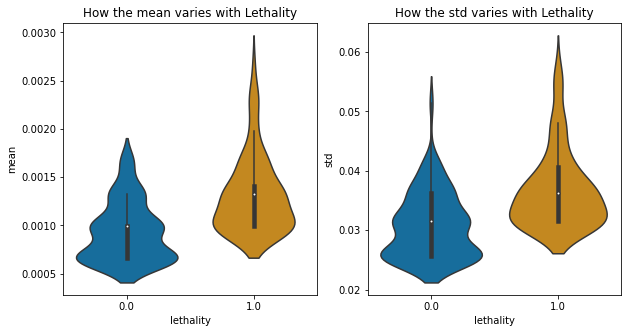 How the mean varies with Lethality
mean
0.0030
0.0025
0.0020
0.0015
0.0010
0.0005
0.0 1.0
lethality
How the std varies with Lethality
std
0.06
0.05
0.04
0.03
0.02
0.0 1.0
lethality